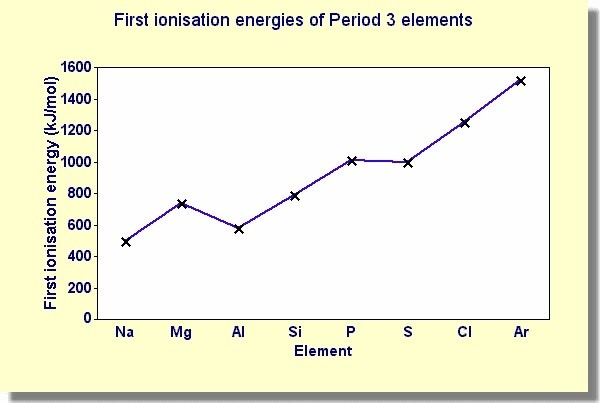 First ionisation energies of Period 3 elements
First ionisation energy (kJ/mol)
1600
1400
1200
1000
800
600
400
200
0
Na Mg Al Si P S Cl Ar
Element